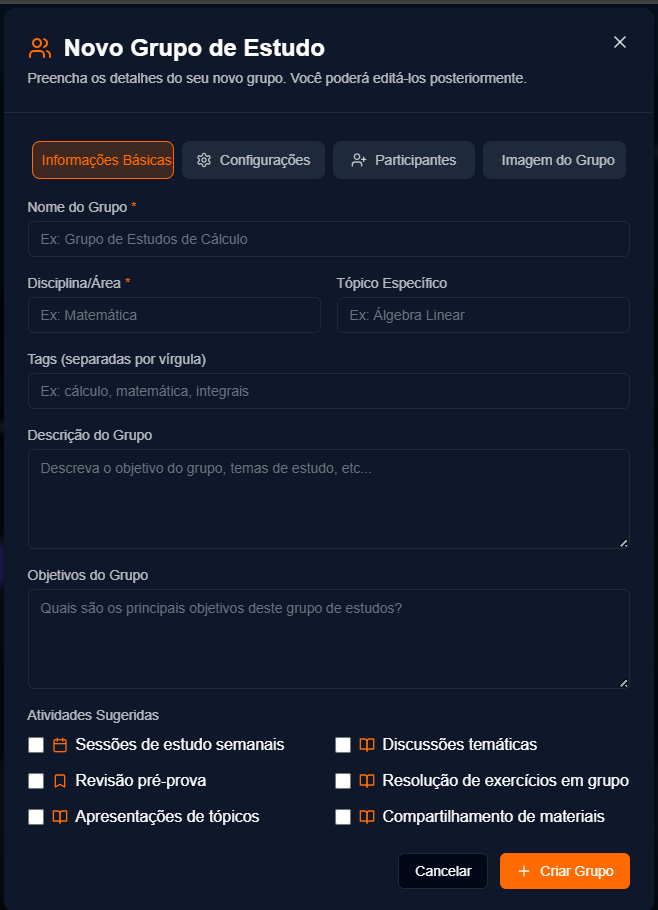 Novo Grupo de Estudo
Preencha os detalhes do seu novo grupo. Você poderá editá-los posteriormente.
Informações Básicas Configurações Participantes Imagem do Grupo
Nome do Grupo *
Ex: Grupo de Estudos de Cálculo
Disciplina/Área * Tópico Específico
Ex: Matemática Ex: Álgebra Linear
Tags (separadas por vírgula)
Ex: cálculo, matemática, integrais
Descrição do Grupo
Descreva o objetivo do grupo, temas de estudo, etc...
Objetivos do Grupo
Quais são os principais objetivos deste grupo de estudos?
Atividades Sugeridas
Sessões de estudo semanais Discussões temáticas
Revisão pré-prova Resolução de exercícios em grupo
Apresentações de tópicos Compartilhamento de materiais
Cancelar + Criar Grupo